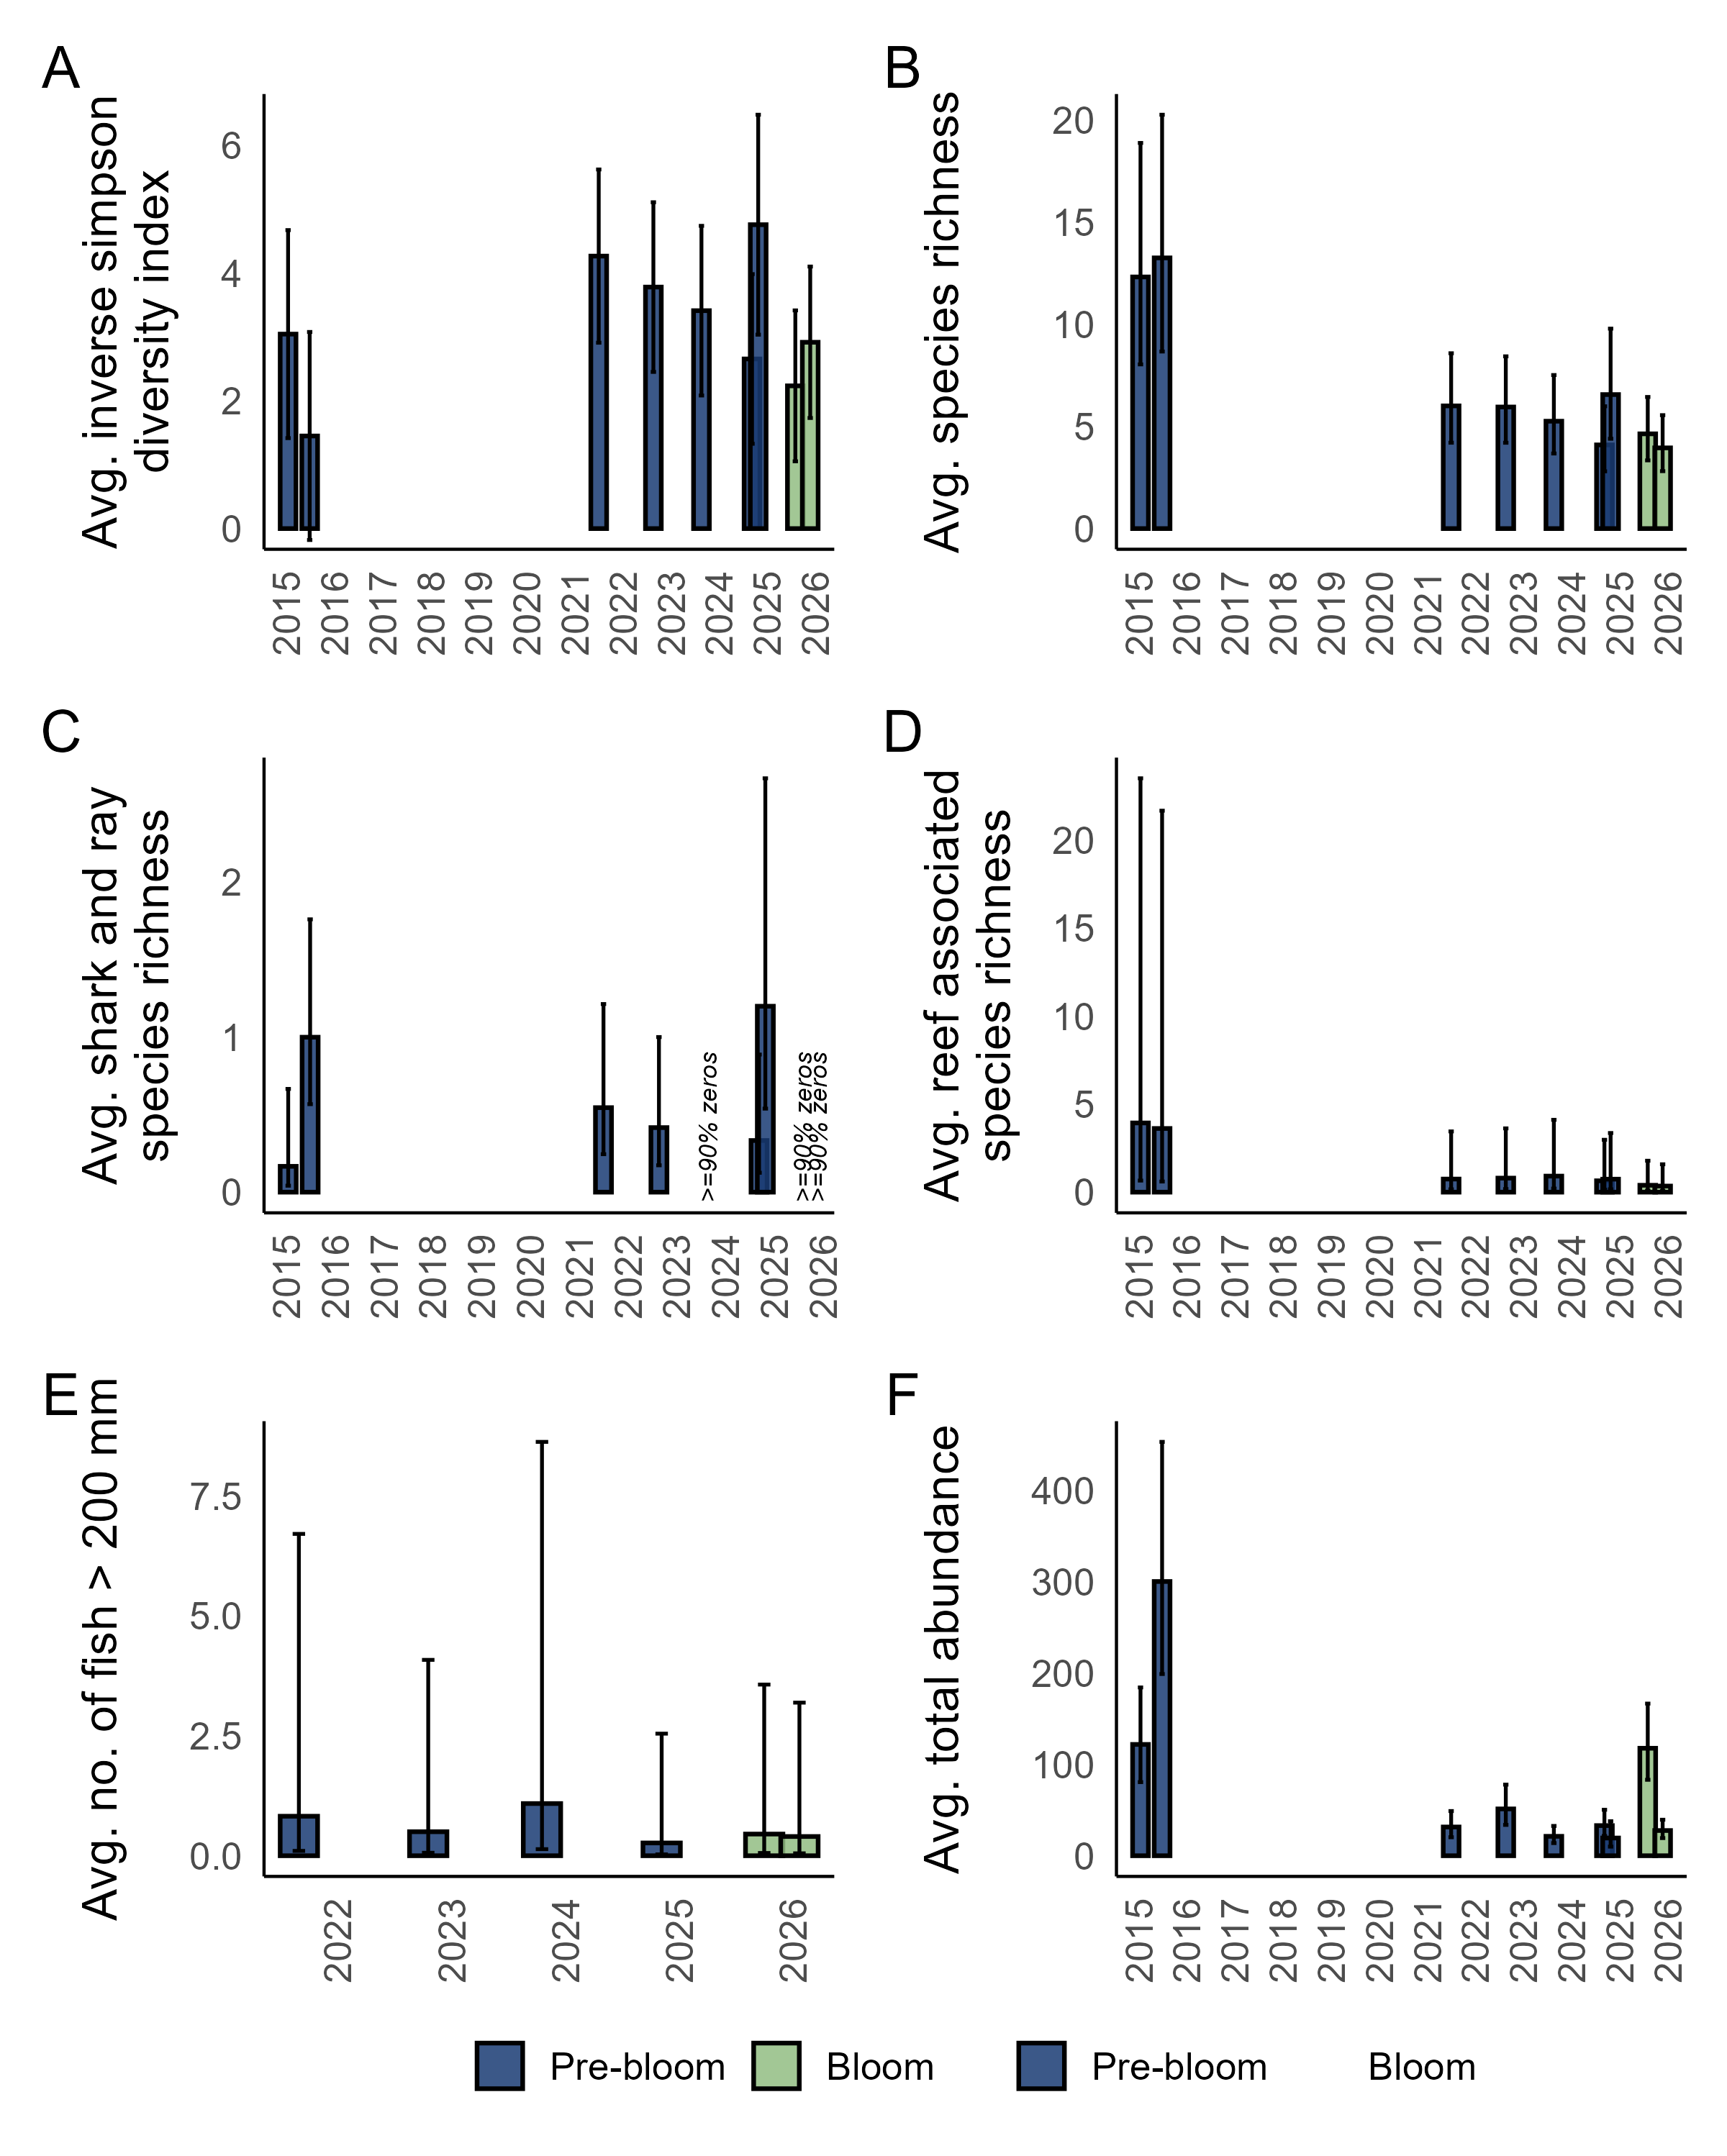 A
Avg. inverse simpson
diversity index
6
4
2
0
2015 2016 2017 2018 2019 2020 2021 2022 2023 2024 2025 2026
B
Avg. species richness
20
15
10
5
0
2015 2016 2017 2018 2019 2020 2021 2022 2023 2024 2025 2026
C
Avg. shark and ray
species richness
2
1
0
>=90% zeros
>=90% zeros
>=90% zeros
2015 2016 2017 2018 2019 2020 2021 2022 2023 2024 2025 2026
D
Avg. reef associated
species richness
20
15
10
5
0
2015 2016 2017 2018 2019 2020 2021 2022 2023 2024 2025 2026
E
Avg. no. of fish > 200 mm
7.5
5.0
2.5
0.0
2022 2023 2024 2025 2026
F
Avg. total abundance
400
300
200
100
0
2015 2016 2017 2018 2019 2020 2021 2022 2023 2024 2025 2026
Pre-bloom Bloom Pre-bloom Bloom